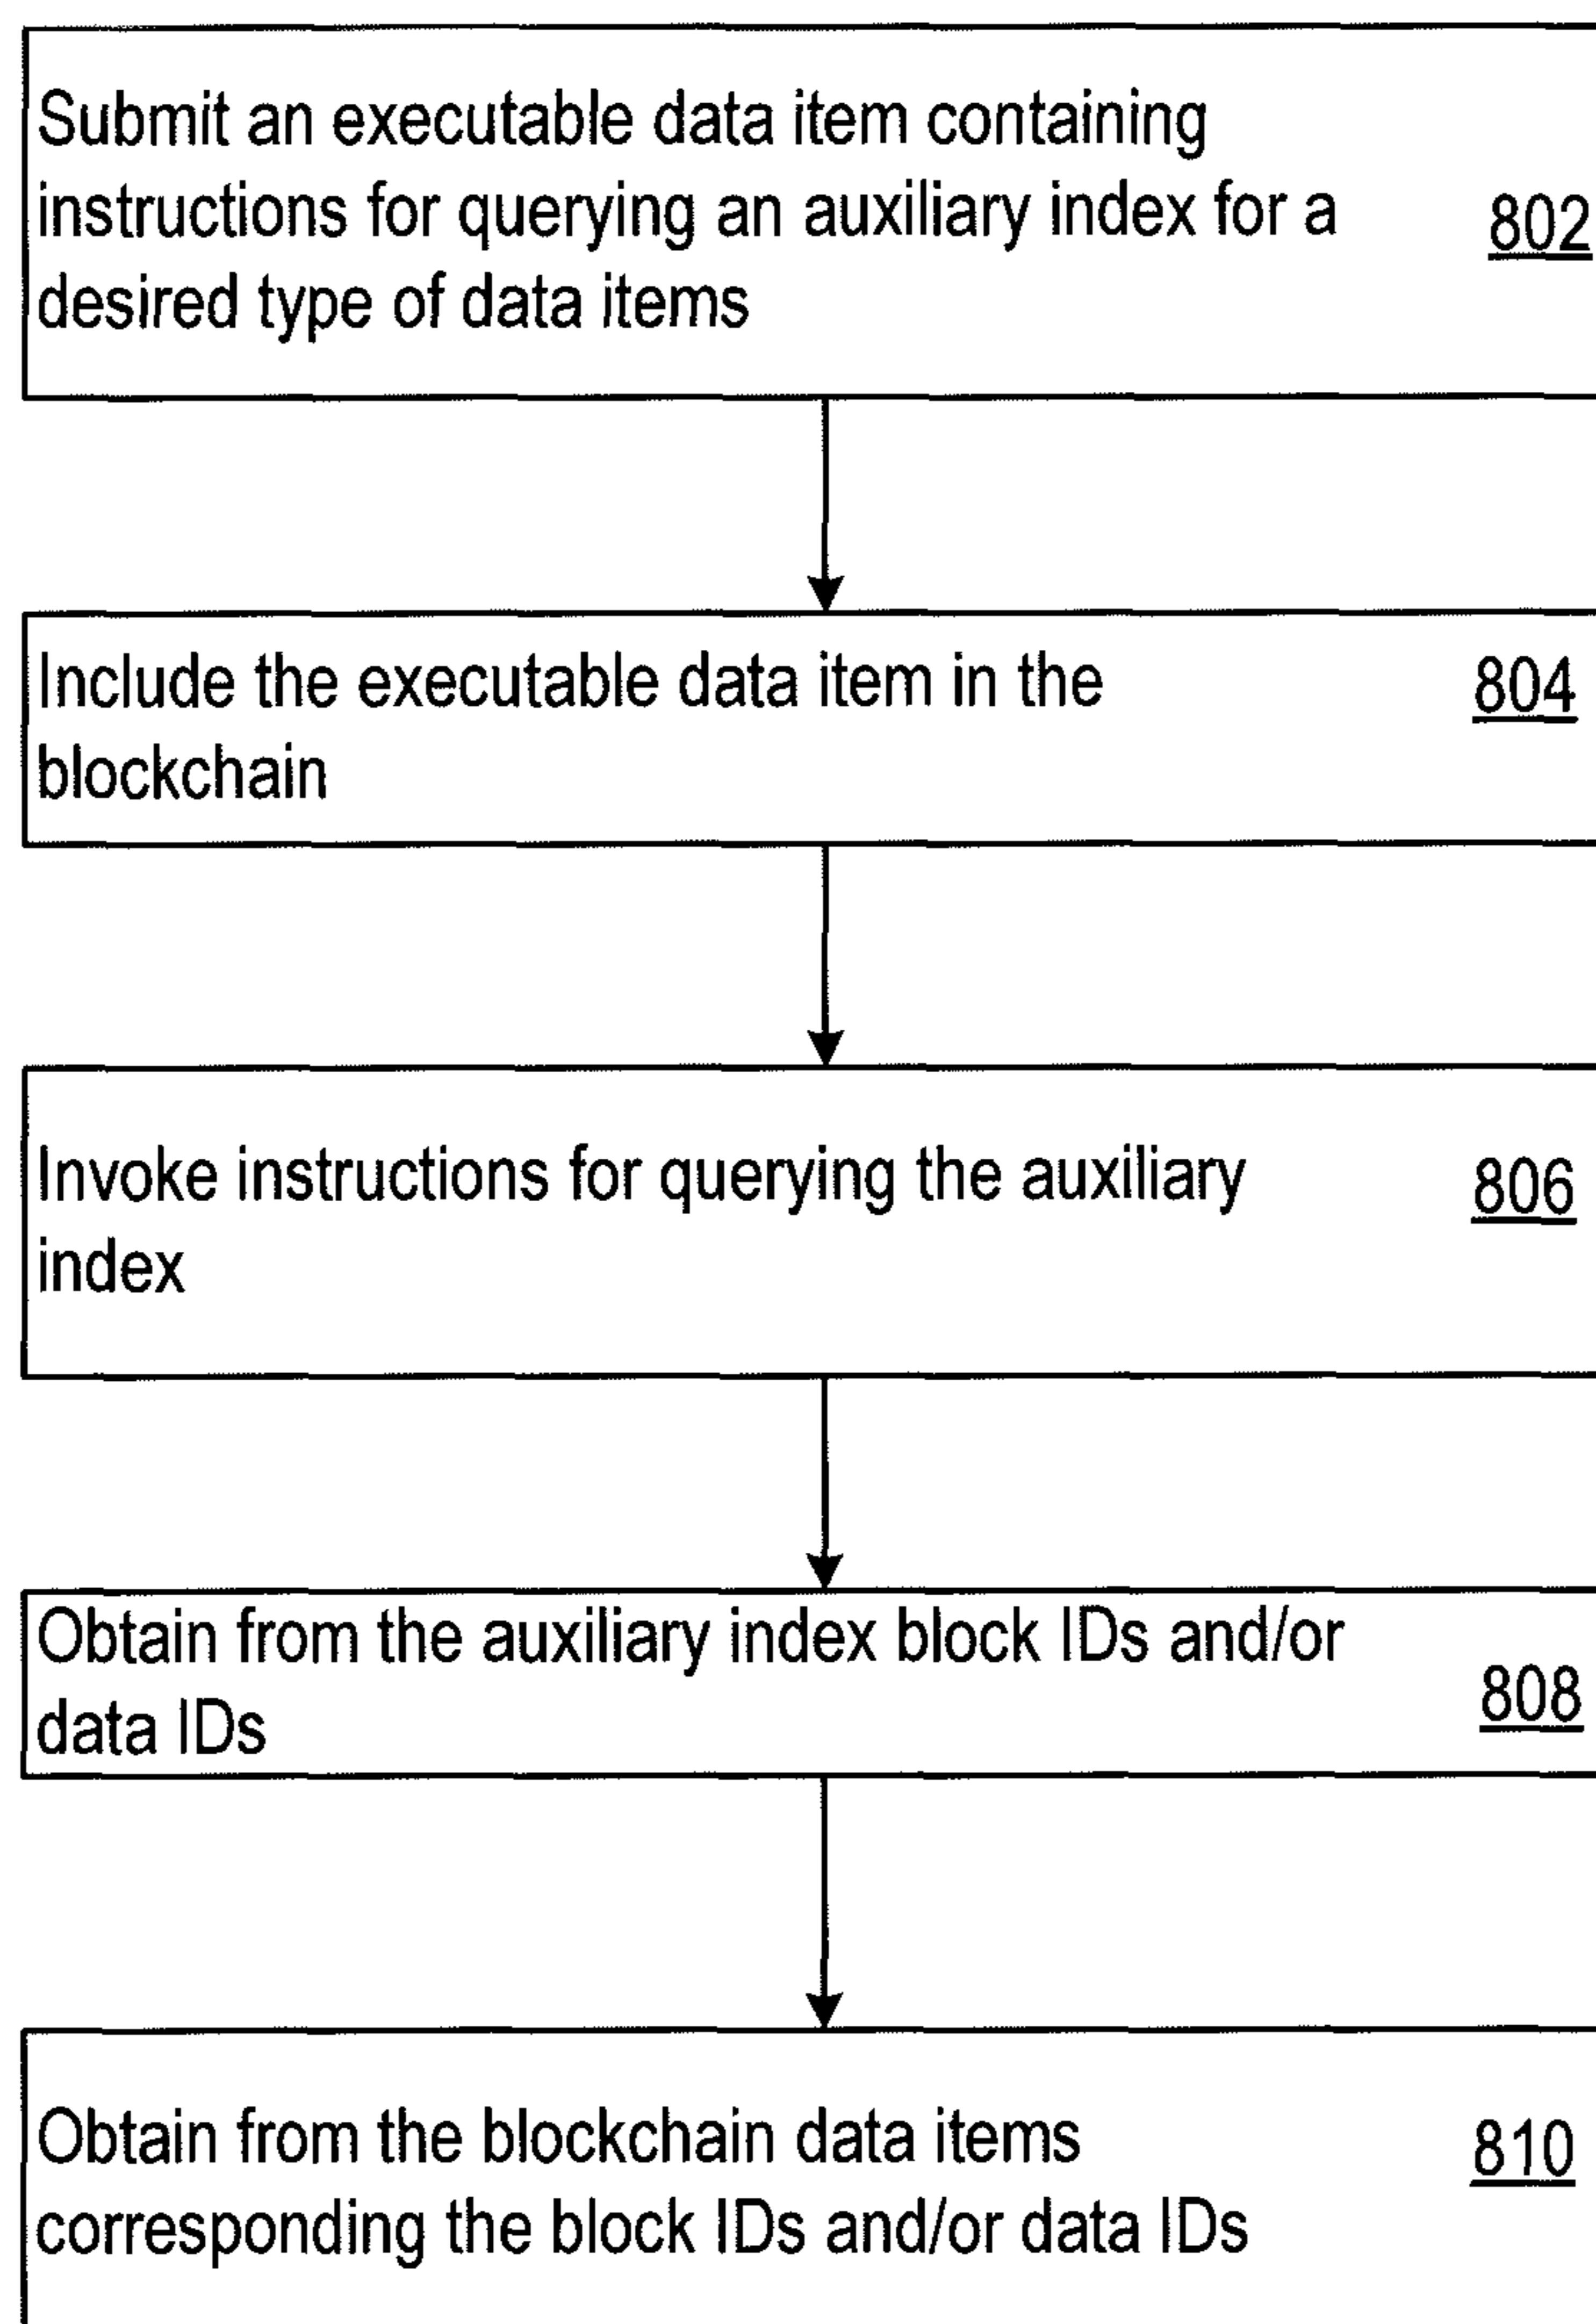 Submit an executable data item containing
instructions for querying an auxiliary index for a
802
desired type of data items
Include the executable data item in the
804
blockchain
Invoke instructions for querying the auxiliary
806
index
Obtain from the auxiliary index block IDs and/or
808
data IDs
Obtain from the blockchain data items
810
corresponding the block IDs and/or data IDs